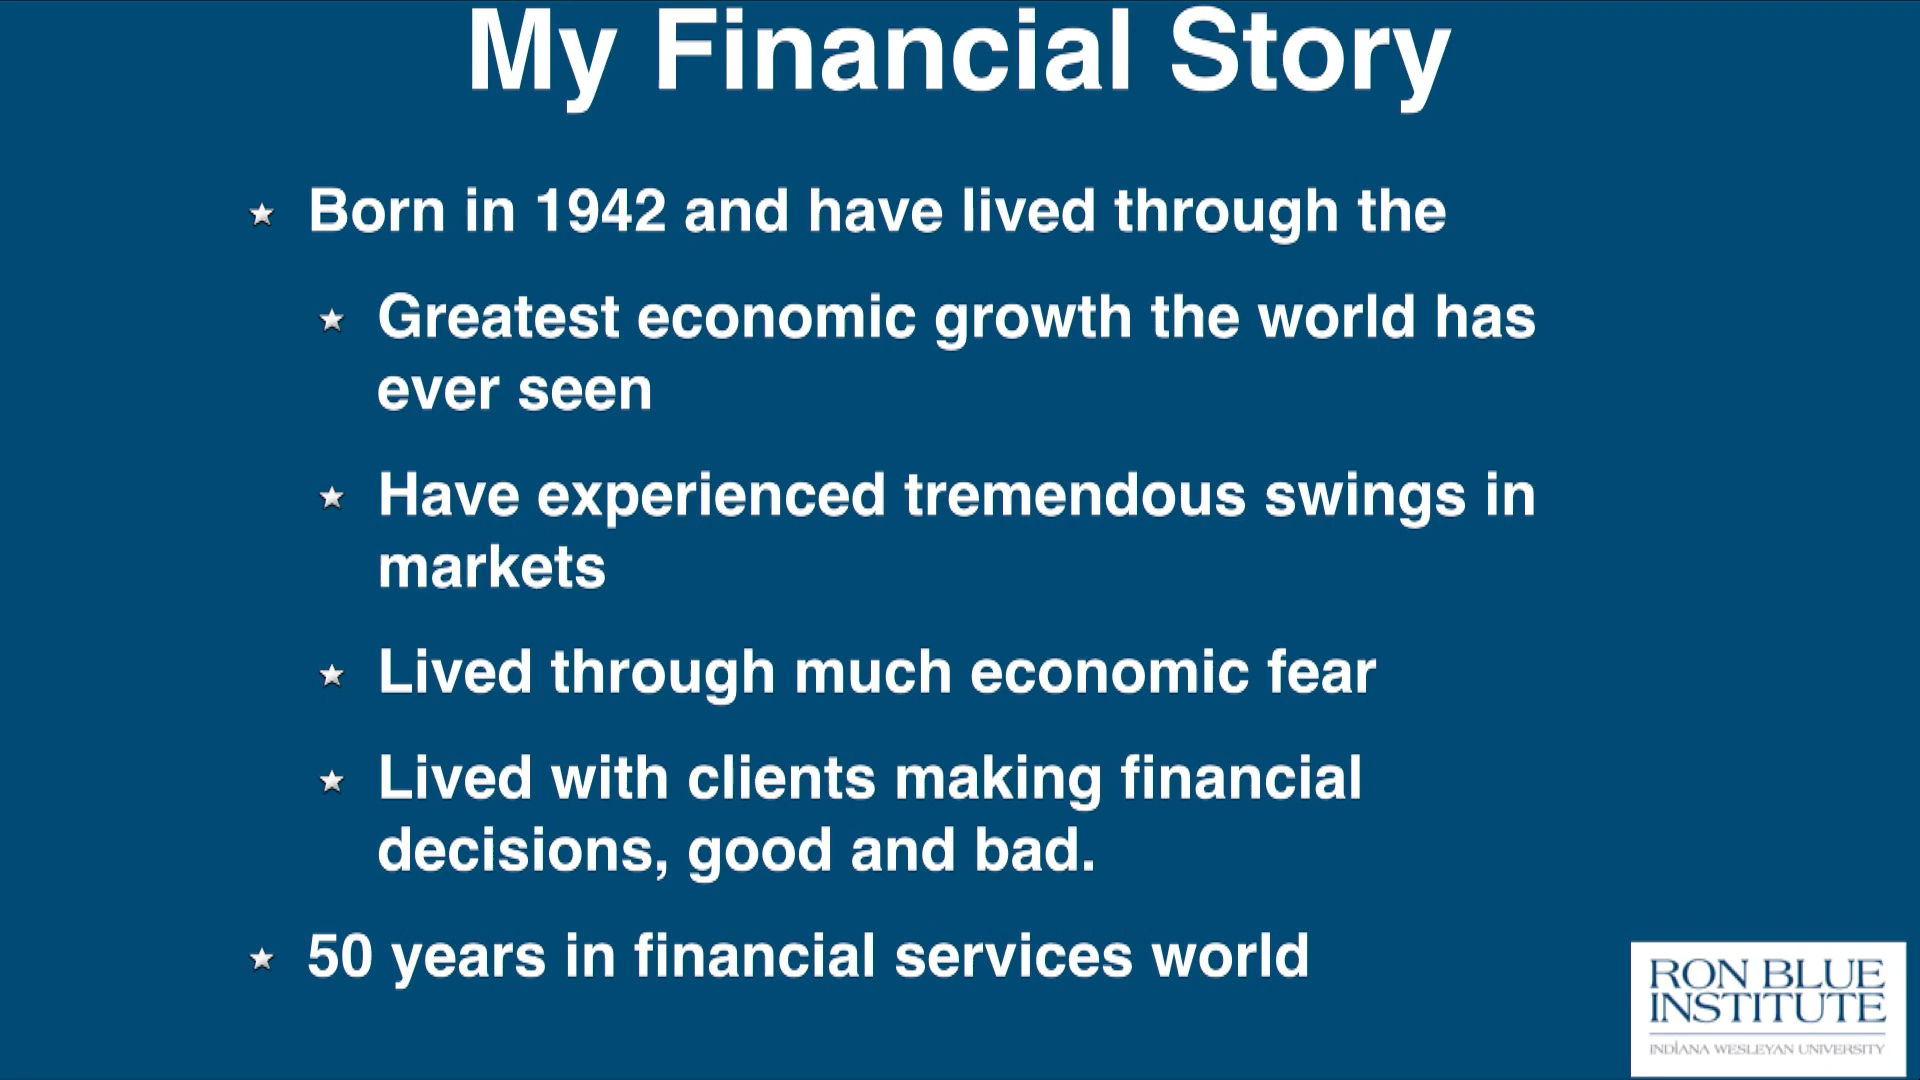 My Financial Story
Born in 1942 and have lived through the
Greatest economic growth the world has
ever seen
Have experienced tremendous swings in
markets
Lived through much economic fear
Lived with clients making financial
decisions, good and bad.
50 years in financial services world
RON BLUE
INSTITUTE
INDIANA WESLEYAN UNIVERSITY